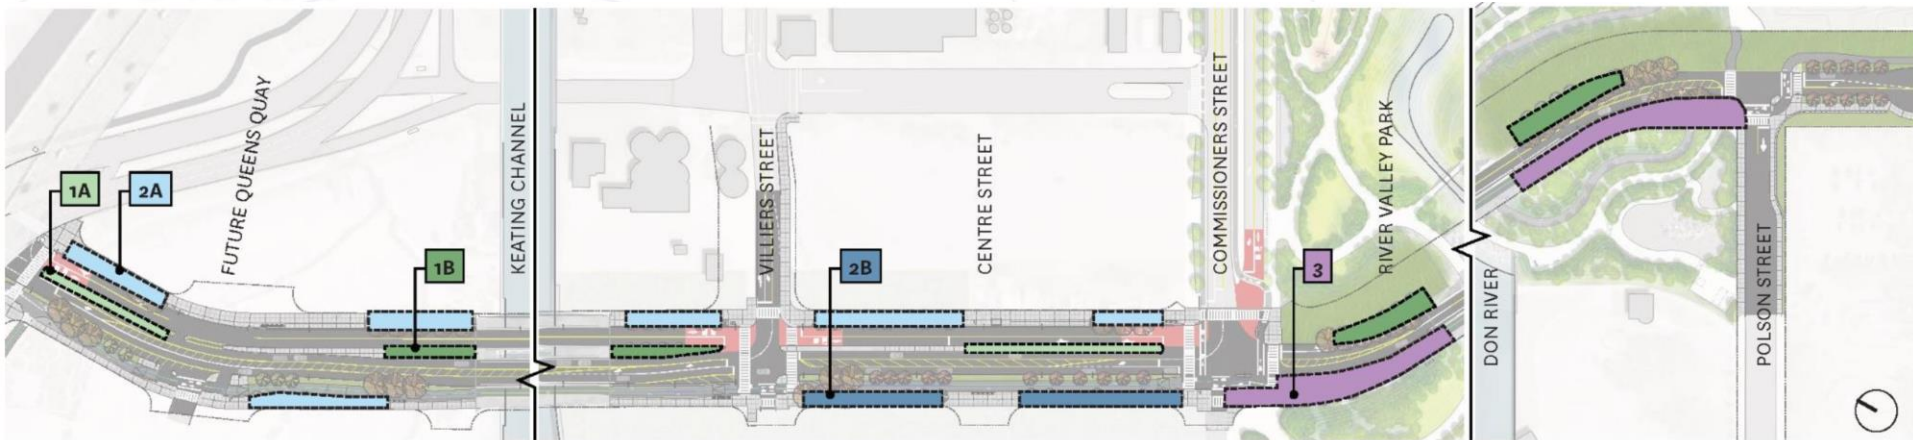 1A
2A
FUTURE QUEENS QUAY
1B
KEATING CHANNEL
VILLIERS STREET
2B
CENTRE STREET
COMMISSIONERS STREET
3
RIVER VALLEY PARK
DON RIVER
POLSON STREET